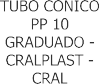 TUBO CONICO
PP 10
GRADUADO -
CRALPLAST -
CRAL